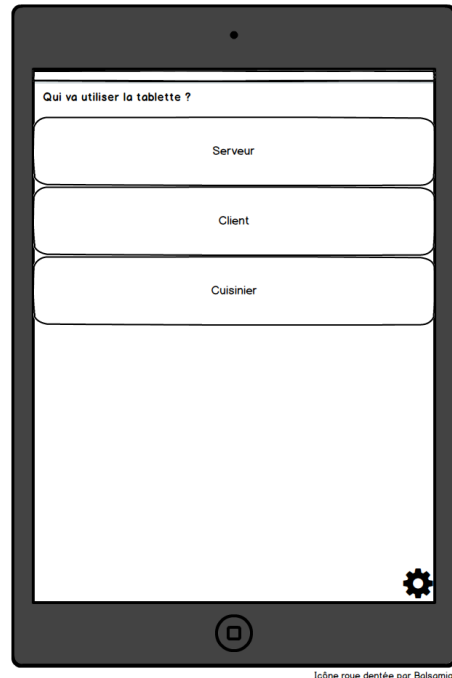 Qui va utiliser la tablette ?
Serveur
Client
Cuisinier
Icône roue dentée par Balsamiq